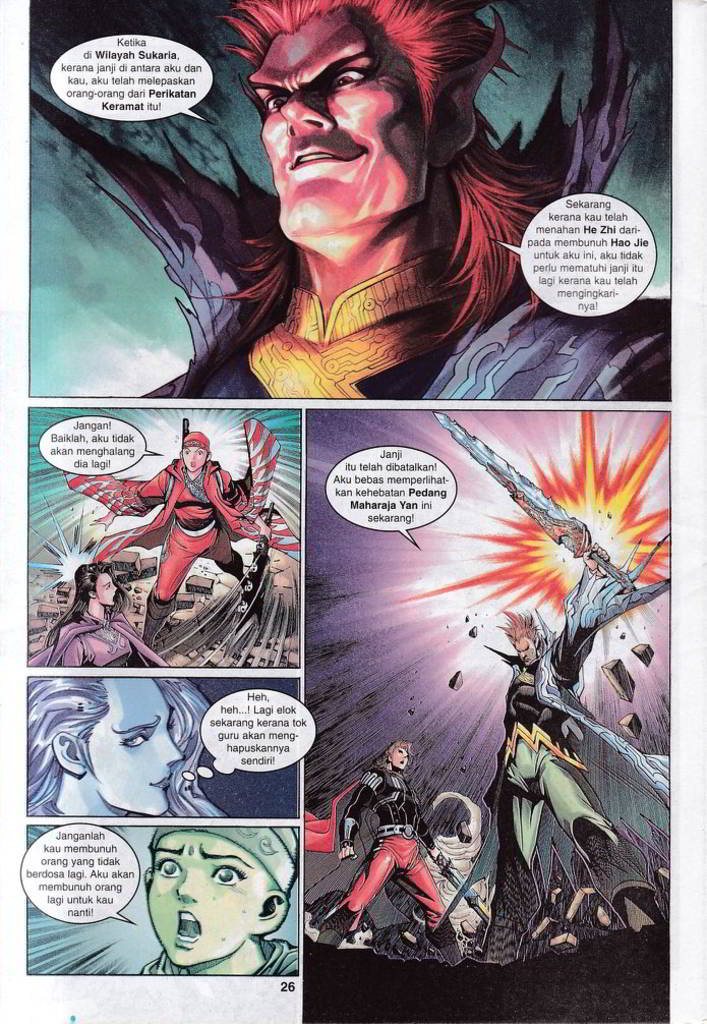 Ketika
di Wilayah Sukaria,
kerana janji di antara aku dan
kau, aku telah melepaskan
orang-orang dari Perikatan
Keramat itu!
Sekarang
kerana kau telah
menahan He Zhi dari-
pada membunuh Hao Jie
untuk aku ini, aku tidak
perlu mematuhi janji itu
lagi kerana kau telah
mengingkari-
nya!
Jangan!
Baiklah, aku tidak
akan menghalang
dia lagi!
Janji
itu telah dibatalkan!
Aku bebas memperlihat-
kan kehebatan Pedang
Maharaja Yan ini
sekarang!
Heh,
heh...! Lagi elok
sekarang kerana tok
guru akan meng-
hapuskannya
sendiri!
Janganlah
kau membunuh
orang yang tidak
berdosa lagi. Aku akan
membunuh orang
lagi untuk kau
nanti!
26